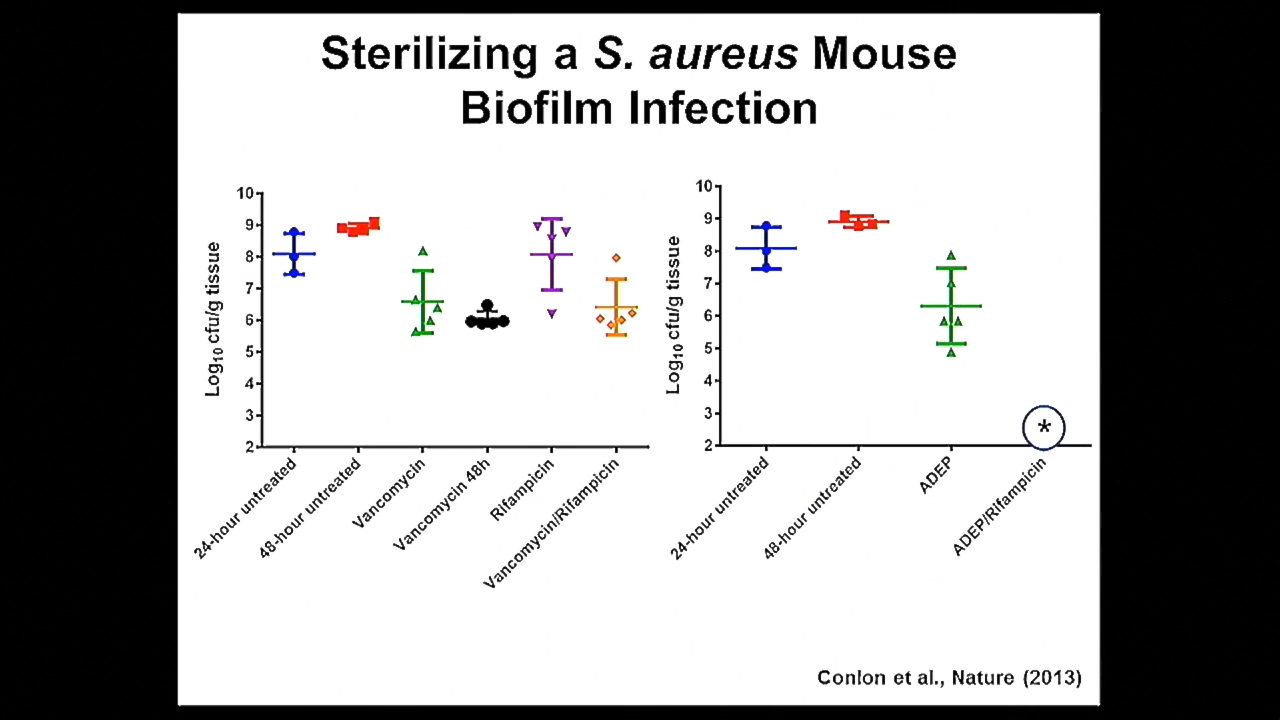 Sterilizing a S. aureus Mouse
Biofilm Infection
Log10 cfu/g tissue
10
9
8
7
6
5
4
3
2
24-hour untreated
48-hour untreated
Vancomycin
Vancomycin 48h
Rifampicin
Vancomycin/Rifampicin
Log10 cfu/g tissue
10
9
8
7
6
5
4
3
2
*
24-hour untreated
48-hour untreated
ADEP
ADEP/Rifampicin
Conlon et al., Nature (2013)